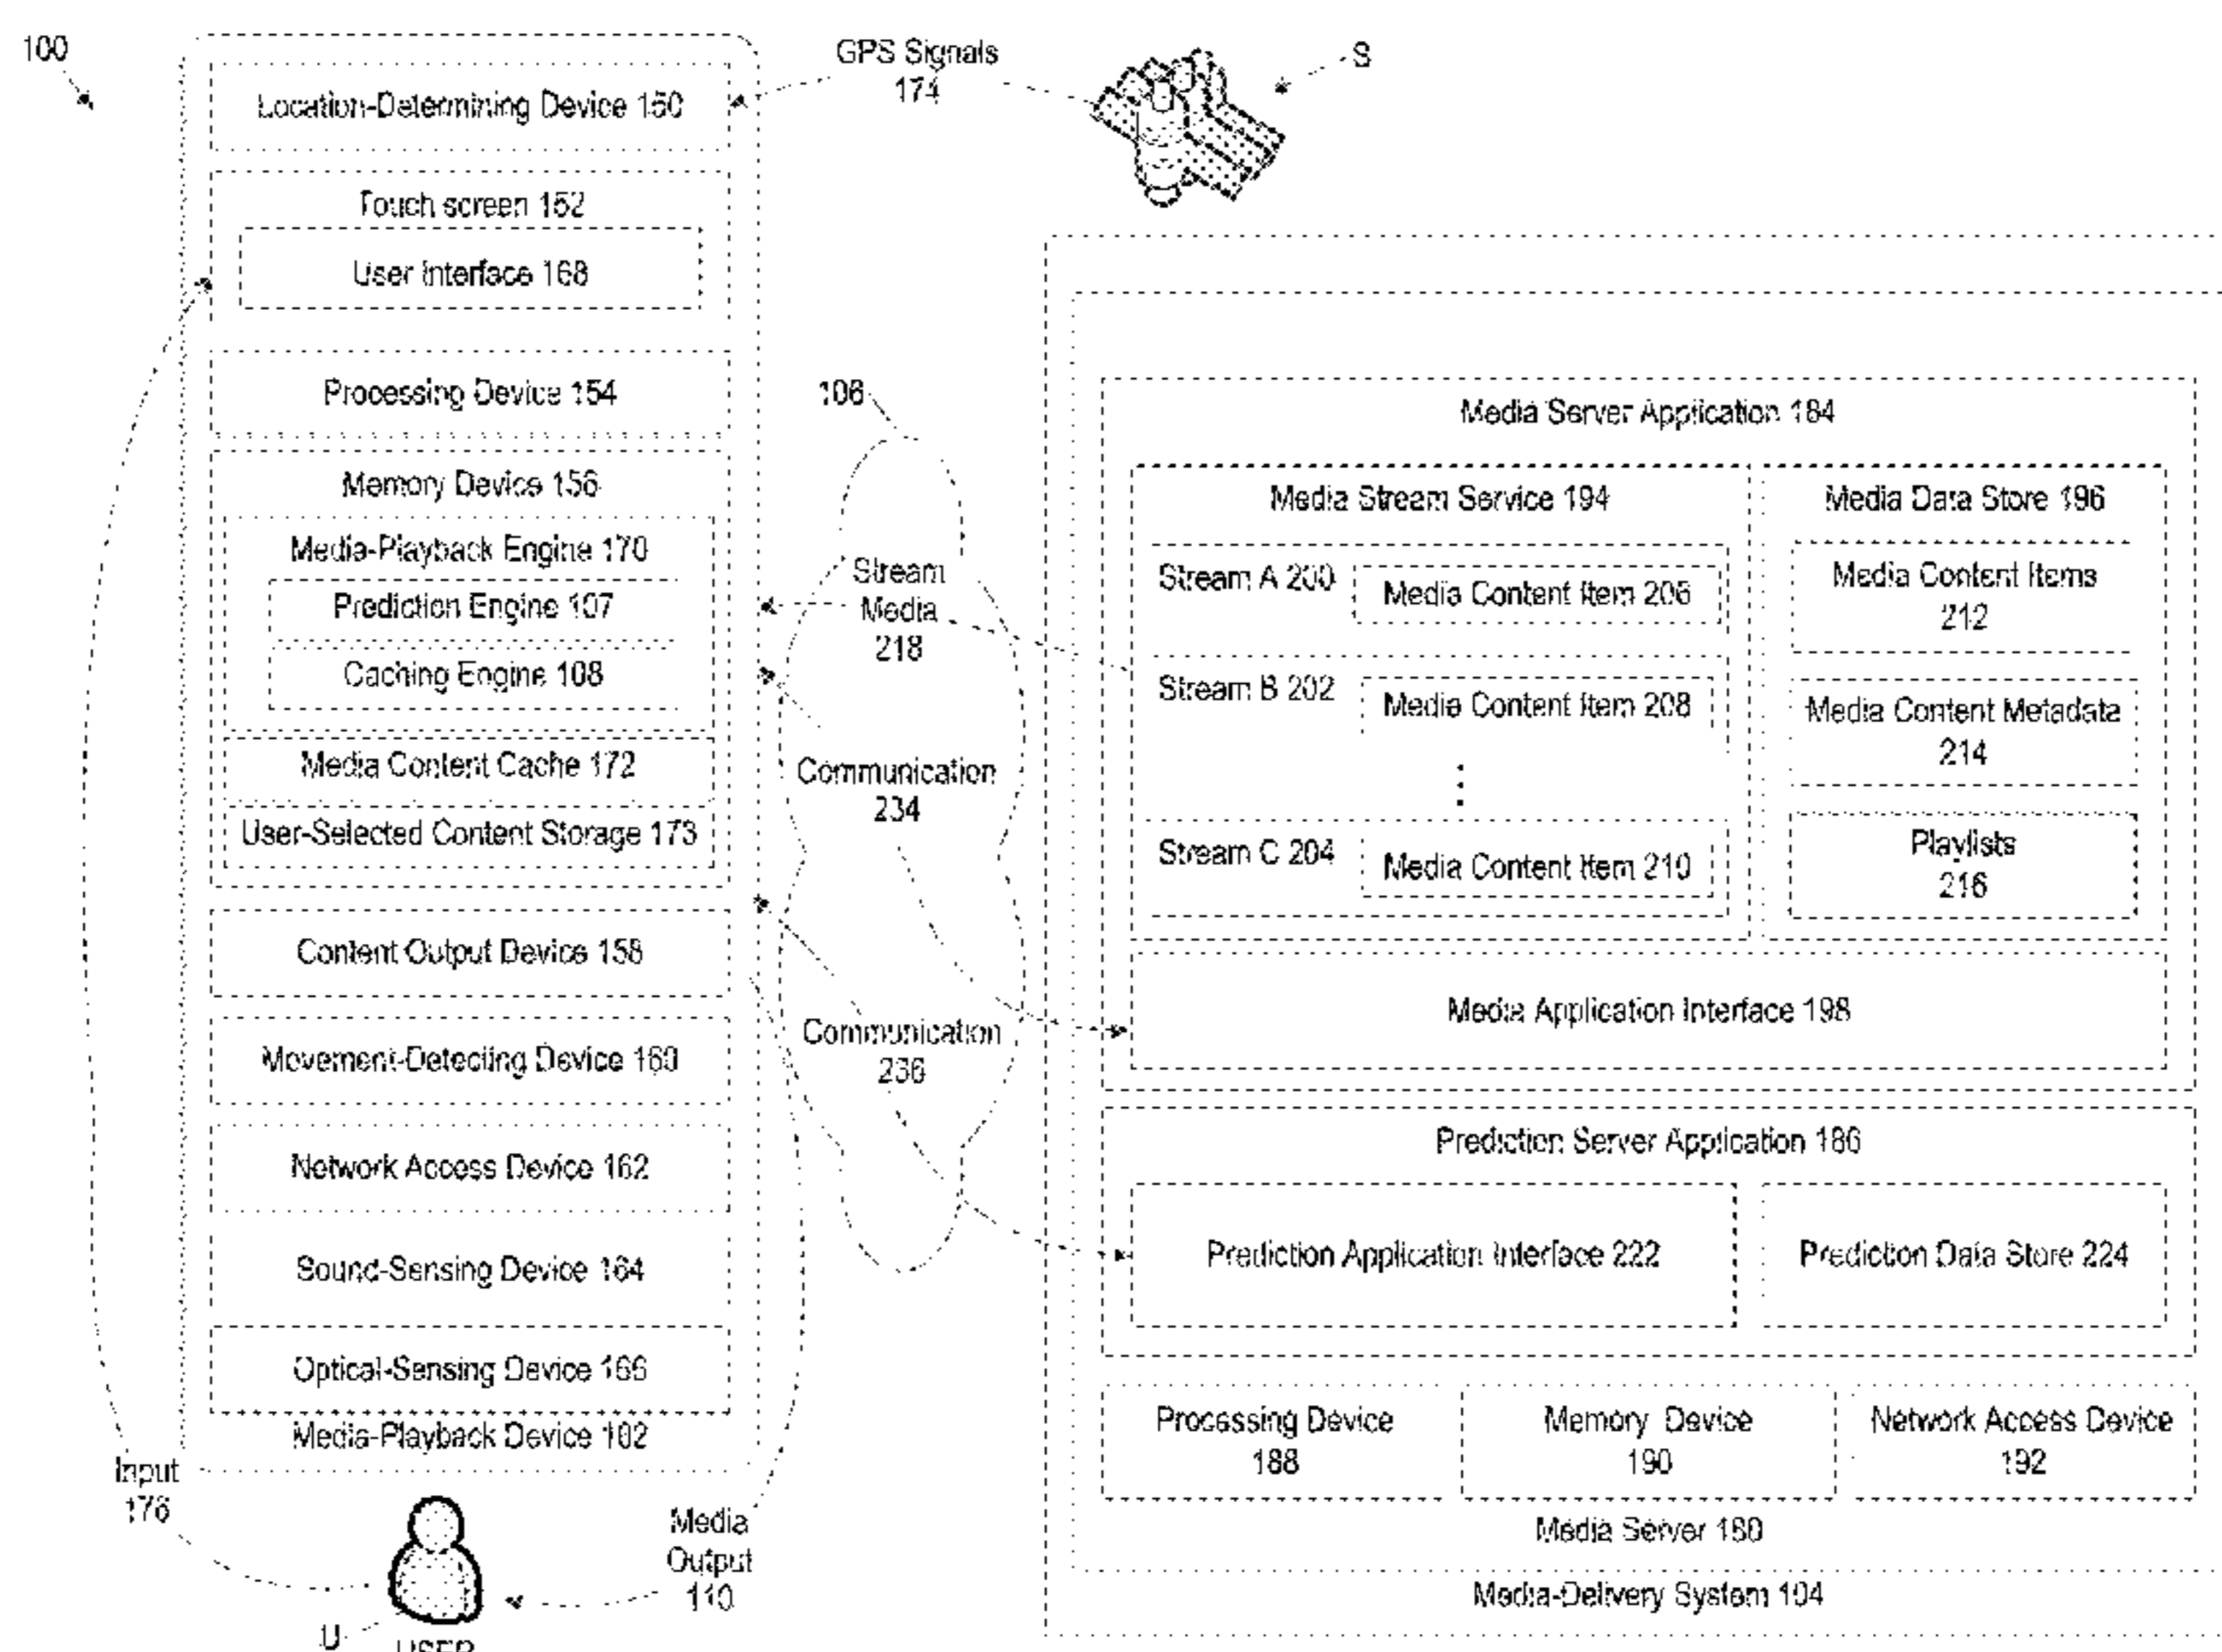 100
Location-Determining Device 150
Touch screen 152
User Interface 168
Processing Device 154
Memory Device 156
Media-Playback Engine 170
Prediction Engine 107
Caching Engine 108
Media Content Cache 172
User-Selected Content Storage 173
Content Output Device 158
Movement-Detecting Device 160
Network Access Device 162
Sound-Sensing Device 164
Optical-Sensing Device 166
Media-Playback Device 102
Input
176
U
USER
Media
Output
110
GPS Signals
174
S
106
Stream
Media
218
Communication
234
Communication
236
Media Server Application 184
Media Stream Service 194
Stream A 200
Media Content Item 206
Stream B 202
Media Content Item 208
Stream C 204
Media Content Item 210
Media Data Store 196
Media Content Items
212
Media Content Metadata
214
Playlists
216
Media Application Interface 198
Prediction Server Application 186
Prediction Application Interface 222
Prediction Data Store 224
Processing Device
188
Memory Device
190
Network Access Device
192
Media Server 180
Media-Delivery System 104